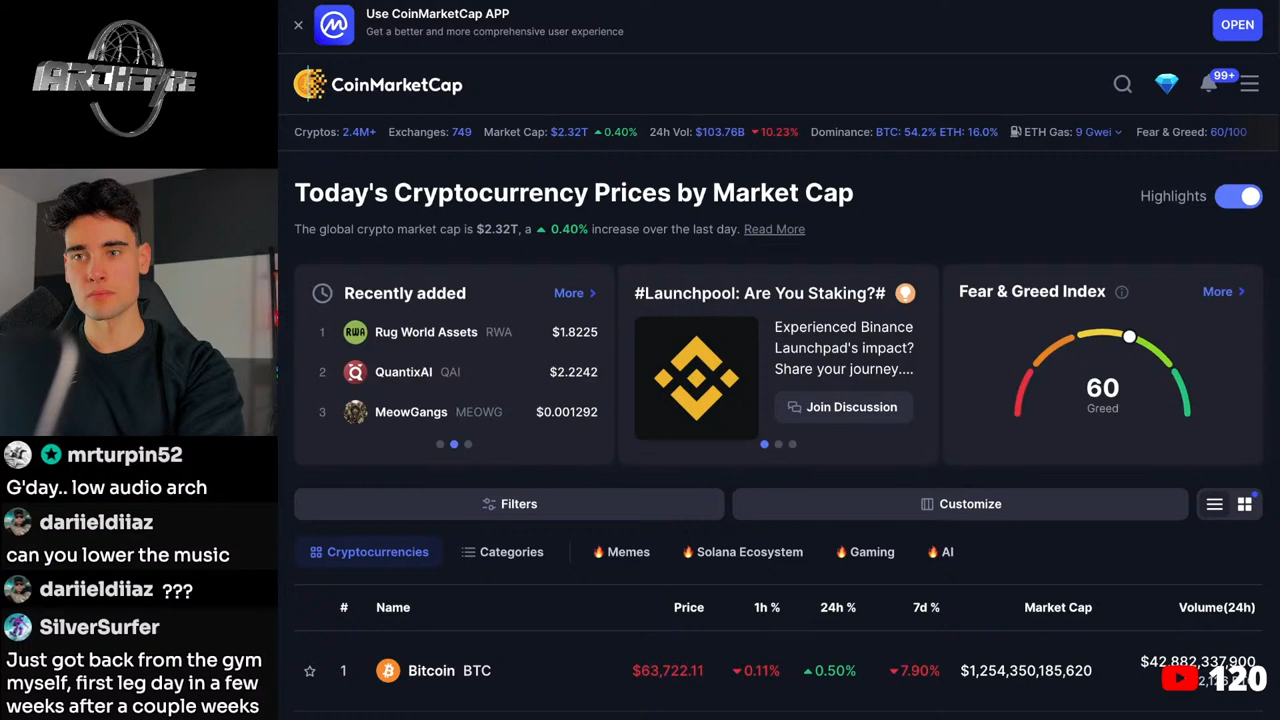 ARCHETYPE
mrturpin52
G'day.. low audio arch
dariieldiiaz
can you lower the music
dariieldiiaz ???
SilverSurfer
Just got back from the gym
myself, first leg day in a few
weeks after a couple weeks
Use CoinMarketCap APP
Get a better and more comprehensive user experience
OPEN
CoinMarketCap
99+
Cryptos: 2.4M+ Exchanges: 749 Market Cap: $2.32T 0.40% 24h Vol: $103.76B 10.23% Dominance: BTC: 54.2% ETH: 16.0% ETH Gas: 9 Gwei Fear & Greed: 60/100
Today's Cryptocurrency Prices by Market Cap
Highlights
The global crypto market cap is $2.32T, a 0.40% increase over the last day. Read More
Recently added More
1 RWA Rug World Assets RWA $1.8225
2 QuantixAI QAI $2.2242
3 MeowGangs MEOWG $0.001292
#Launchpool: Are You Staking?#
Experienced Binance
Launchpad's impact?
Share your journey....
Join Discussion
Fear & Greed Index More
60
Greed
Filters
Customize
Cryptocurrencies Categories Memes Solana Ecosystem Gaming AI
# Name Price 1h % 24h % 7d % Market Cap Volume(24h)
1 Bitcoin BTC $63,722.11 0.11% 0.50% 7.90% $1,254,350,185,620 $42,882,337,900
120